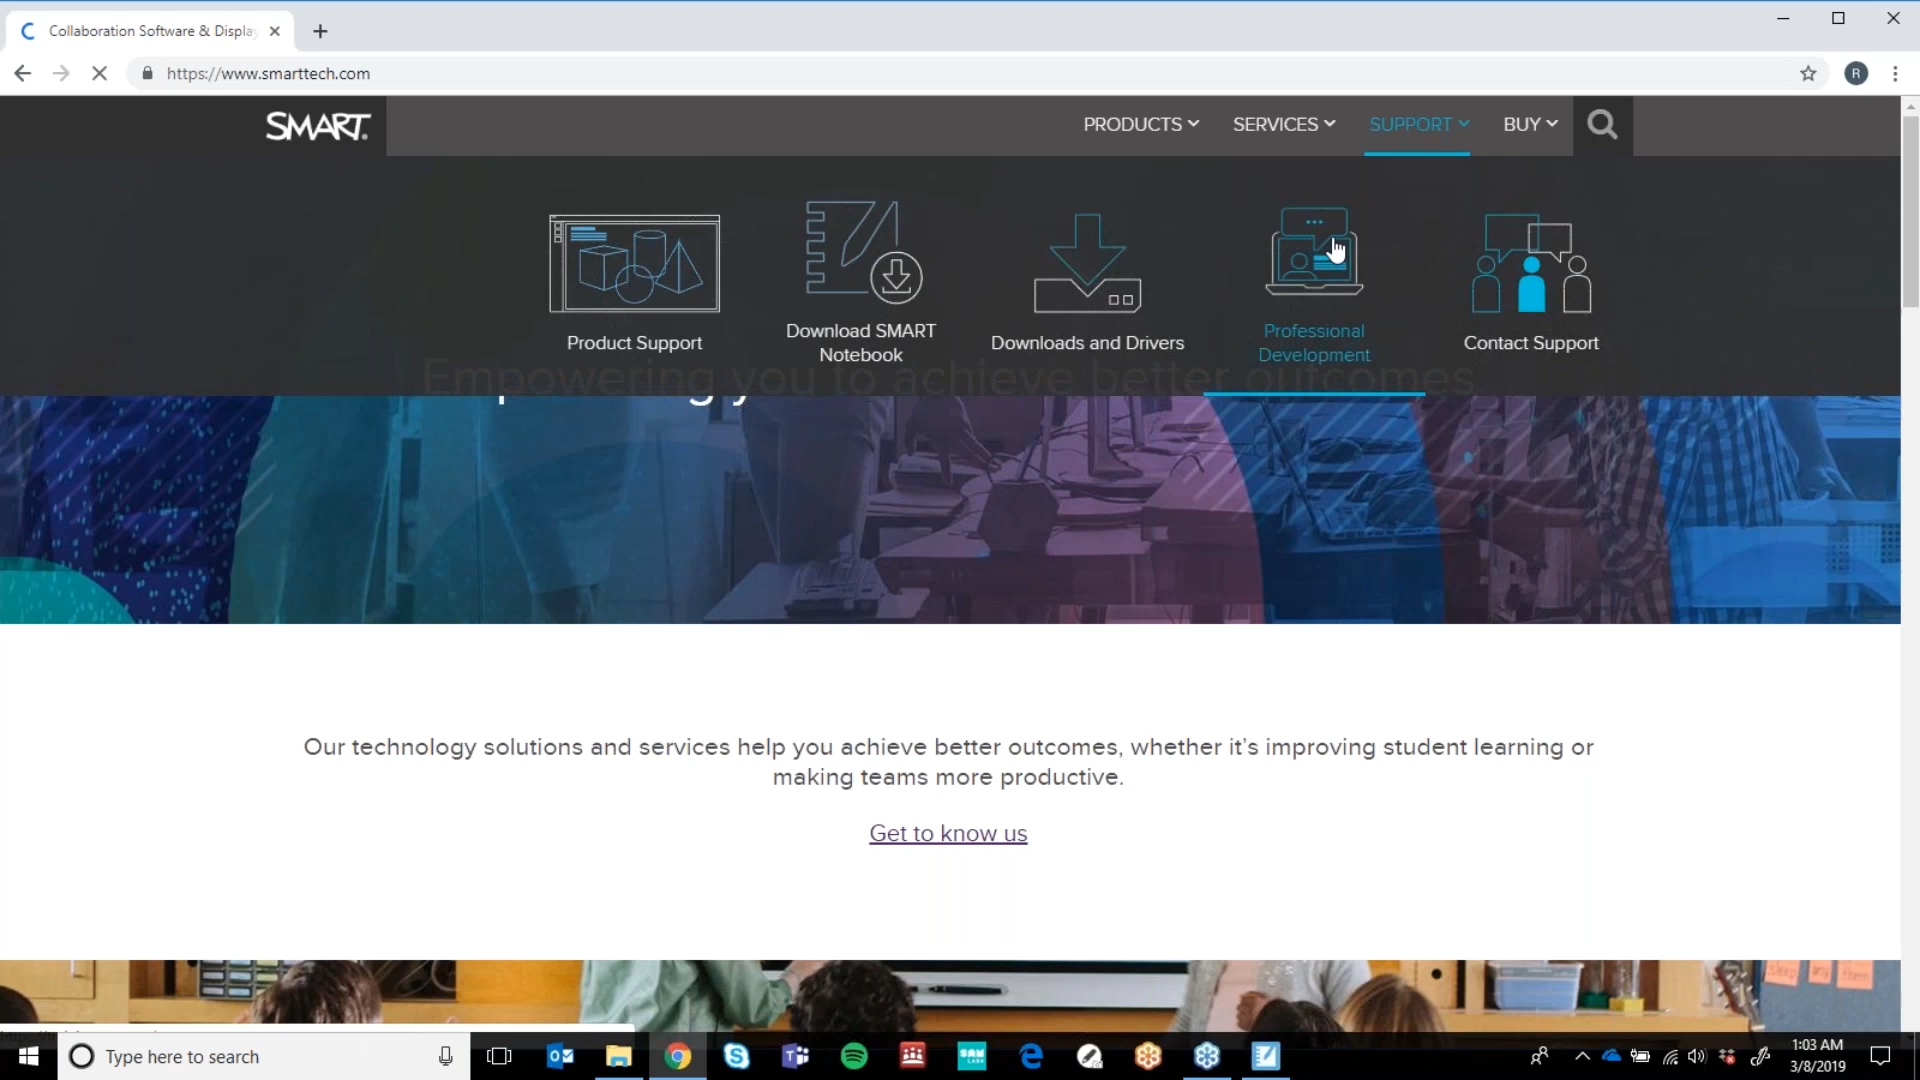 Collaboration Software & Displa
https://www.smarttech.com
SMART
PRODUCTS
SERVICES
SUPPORT
BUY
Product Support
Download SMART
Notebook
Downloads and Drivers
Professional
Development
Contact Support
Empowering you to achieve better outcomes
Our technology solutions and services help you achieve better outcomes, whether it's improving student learning or
making teams more productive.
Get to know us
Type here to search
1:03 AM
3/8/2019
R